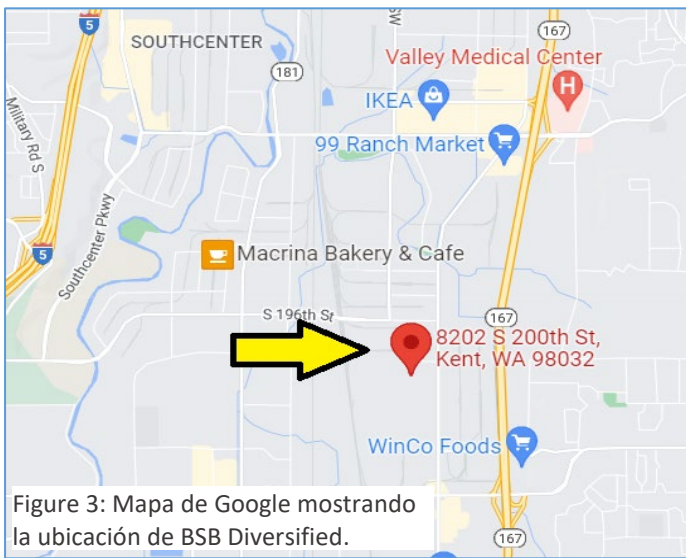 5
SOUTHCENTER
SW
167
181
Valley Medical Center
H
IKEA
Military Rd S
99 Ranch Market
5
Southcenter Pkwy
Macrina Bakery & Cafe
S 196th St
167
8202 S 200th St,
Kent, WA 98032
WinCo Foods
Figure 3: Mapa de Google mostrando
la ubicación de BSB Diversified.
167